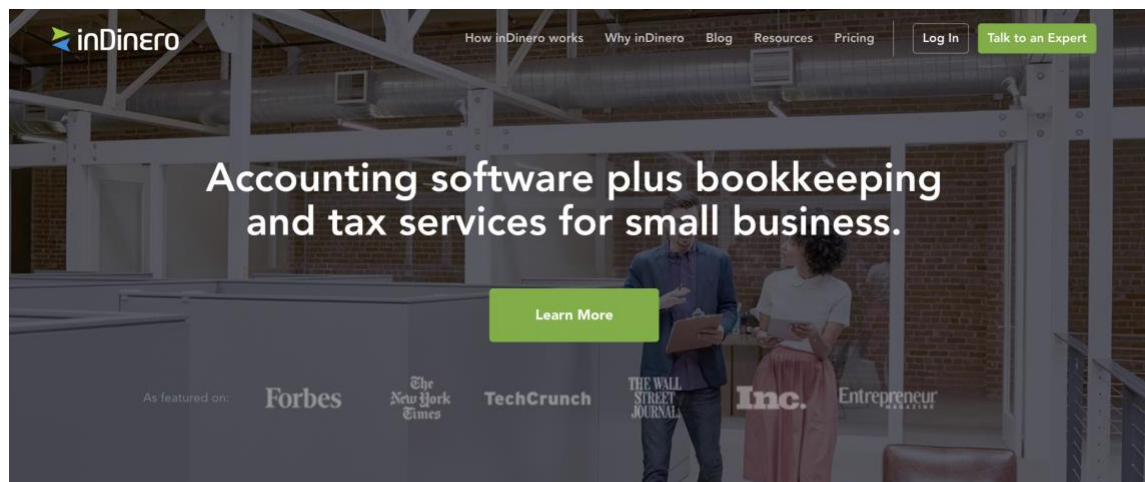 inDinero
How inDinero works Why inDinero Blog Resources Pricing Log In Talk to an Expert
Accounting software plus bookkeeping
and tax services for small business.
Learn More
As featured on:
Forbes
The
New York
Times
TechCrunch
THE WALL
STREET
JOURNAL.
Inc.
Entrepreneur
MAGAZINE